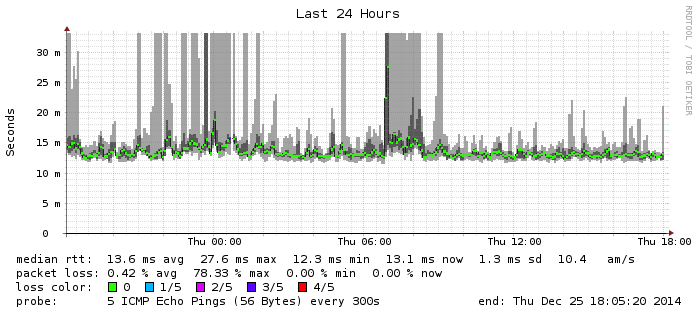 Last 24 Hours
RRDTOOL / TOBI OETIKER
Seconds
30 m
25 m
20 m
15 m
10 m
5 m
0
Thu 00:00 Thu 06:00 Thu 12:00 Thu 18:00
median rtt: 13.6 ms avg 27.6 ms max 12.3 ms min 13.1 ms now 1.3 ms sd 10.4 am/s
packet loss: 0.42 % avg 78.33 % max 0.00 % min 0.00 % now
loss color: 0 1/5 2/5 3/5 4/5
probe: 5 ICMP Echo Pings (56 Bytes) every 300s end: Thu Dec 25 18:05:20 2014